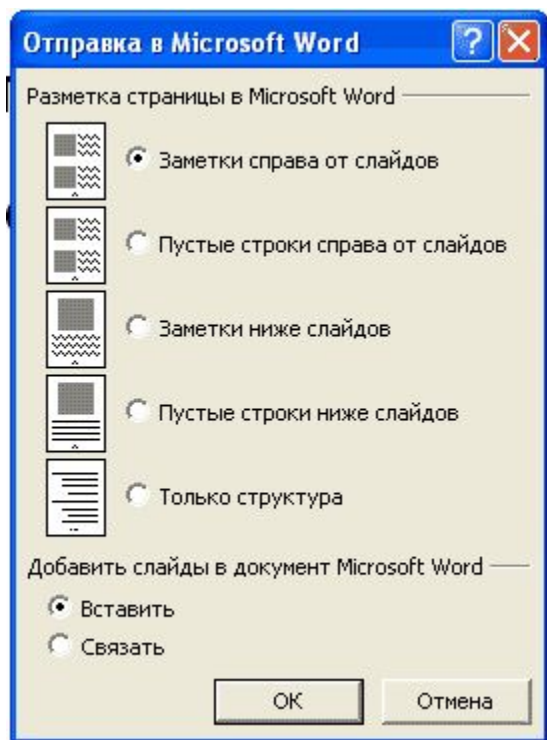 Отправка в Microsoft Word
Разметка страницы в Microsoft Word
Заметки справа от слайдов
Пустые строки справа от слайдов
Заметки ниже слайдов
Пустые строки ниже слайдов
Только структура
Добавить слайды в документ Microsoft Word
Вставить
Связать
ОК Отмена